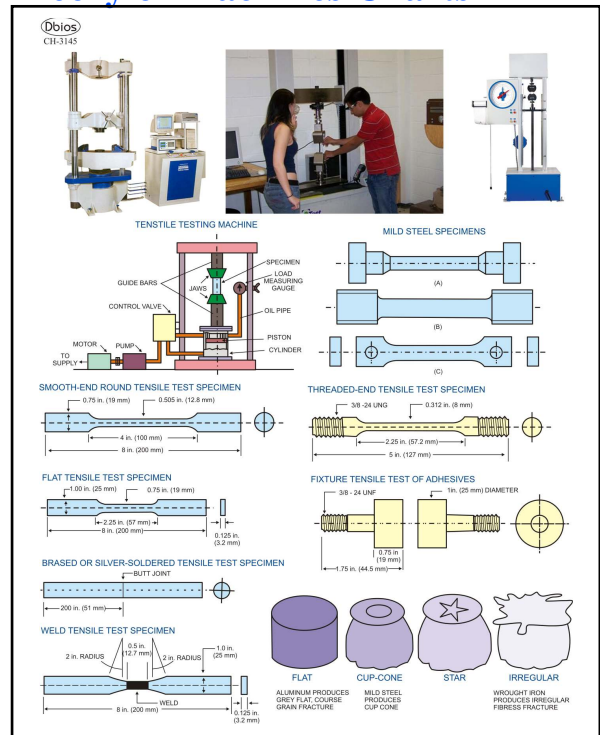 Dbios
CH-3145
TENSTILE TESTING MACHINE
MILD STEEL SPECIMENS
SPECIMEN
LOAD
MEASURING
GAUGE
GUIDE BARS
JAWS
CONTROL VALVE
OIL PIPE
MOTOR
PUMP
PISTON
CYLINDER
TO
SUPPLY
(A)
(B)
(C)
SMOOTH-END ROUND TENSILE TEST SPECIMEN
0.75 in. (19 mm)
0.505 in. (12.8 mm)
4 in. (100 mm)
8 in. (200 mm)
THREADED-END TENSILE TEST SPECIMEN
3/8 -24 UNG
0.312 in. (8 mm)
2.25 in. (57.2 mm)
5 in. (127 mm)
FLAT TENSILE TEST SPECIMEN
1.00 in. (25 mm)
0.75 in. (19 mm)
2.25 in. (57 mm)
8 in. (200 mm)
0.125 in.
(3.2 mm)
FIXTURE TENSILE TEST OF ADHESIVES
3/8 - 24 UNF
1in. (25 mm) DIAMETER
0.75 in
(19 mm)
1.75 in. (44.5 mm)
BRASED OR SILVER-SOLDERED TENSILE TEST SPECIMEN
BUTT JOINT
200 in. (51 mm)
WELD TENSILE TEST SPECIMEN
2 in. RADIUS
0.5 in.
(12.7 mm)
2 in. RADIUS
1.0 in.
(25 mm)
WELD
8 in. (200 mm)
0.125 in.
(3.2 mm)
FLAT
CUP-CONE
STAR
IRREGULAR
ALUMINUM PRODUCES
GREY FLAT, COURSE
GRAIN FRACTURE
MILD STEEL
PRODUCES
CUP CONE
WROUGHT IRON
PRODUCES IRREGULAR
FIBRESS FRACTURE